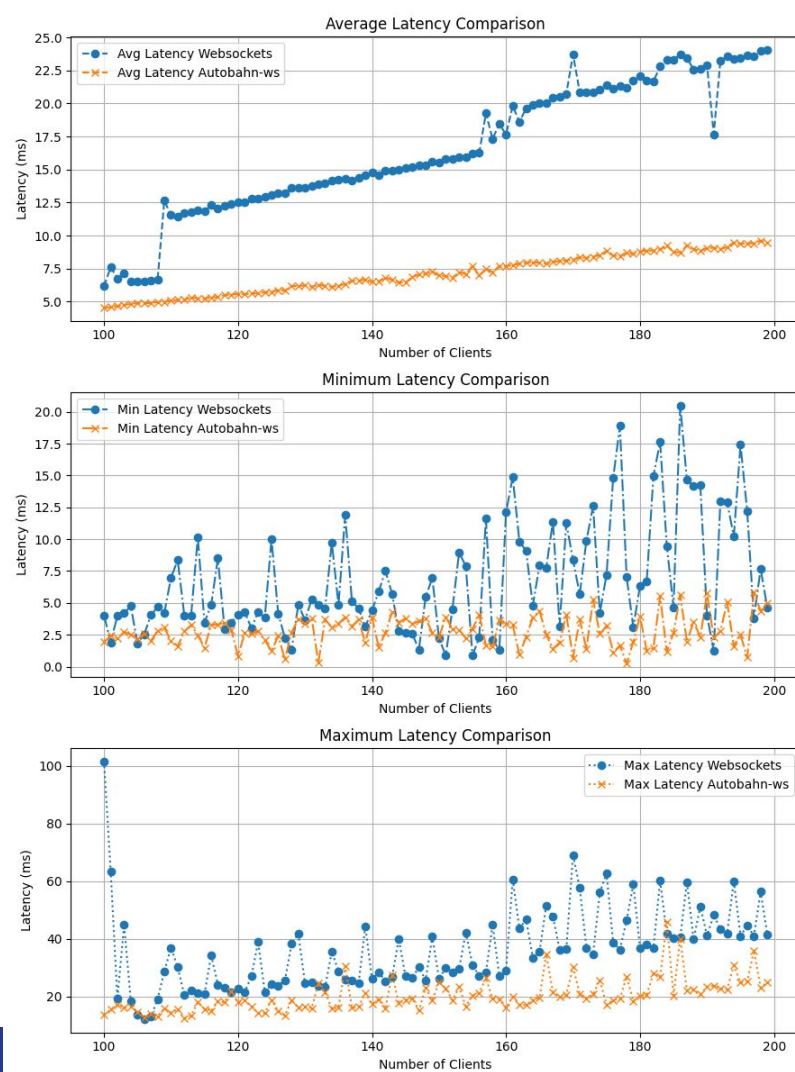 Average Latency Comparison
25.0
22.5
20.0
17.5
15.0
12.5
10.0
7.5
5.0
Latency (ms)
Avg Latency Websockets
Avg Latency Autobahn-ws
100 120 140 160 180 200
Number of Clients
Minimum Latency Comparison
20.0
17.5
15.0
12.5
10.0
7.5
5.0
2.5
0.0
Latency (ms)
Min Latency Websockets
Min Latency Autobahn-ws
100 120 140 160 180 200
Number of Clients
Maximum Latency Comparison
100
80
60
40
20
Latency (ms)
Max Latency Websockets
Max Latency Autobahn-ws
100 120 140 160 180 200
Number of Clients